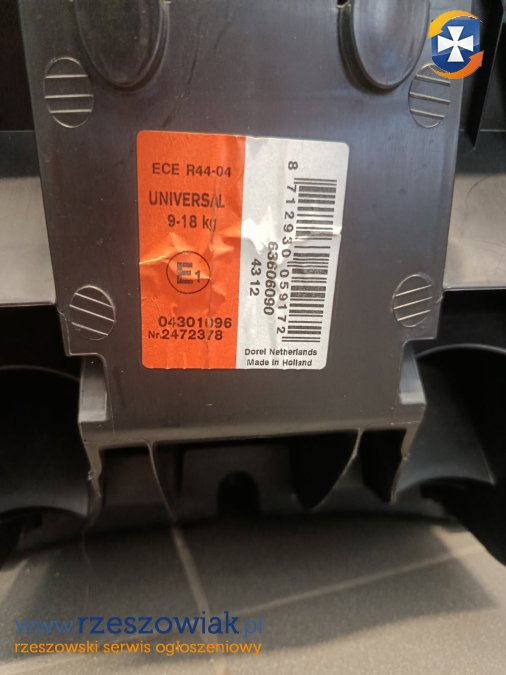 ECE R44-04
UNIVERSAL
9-18 kg
E1
04301096
Nr.2472378
8 712930 059172
63606090
43 12
Dorel Netherlands
Made in Holland
www.rzeszowiak.pl
rzeszowski serwis ogłoszeniowy